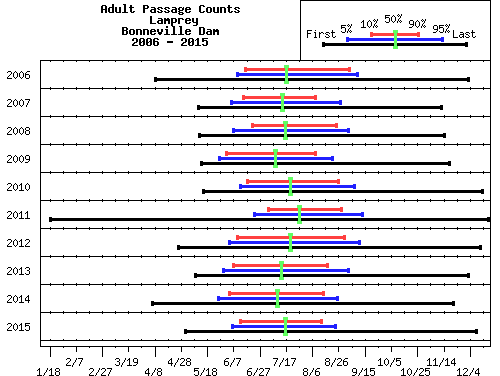 Adult Passage Counts
Lamprey
Bonneville Dam
2006 - 2015
50%
10% 90%
5% 95%
First Last
2006
2007
2008
2009
2010
2011
2012
2013
2014
2015
2/7 3/19 4/28 6/7 7/17 8/26 10/5 11/14
1/18 2/27 4/8 5/18 6/27 8/6 9/15 10/25 12/4